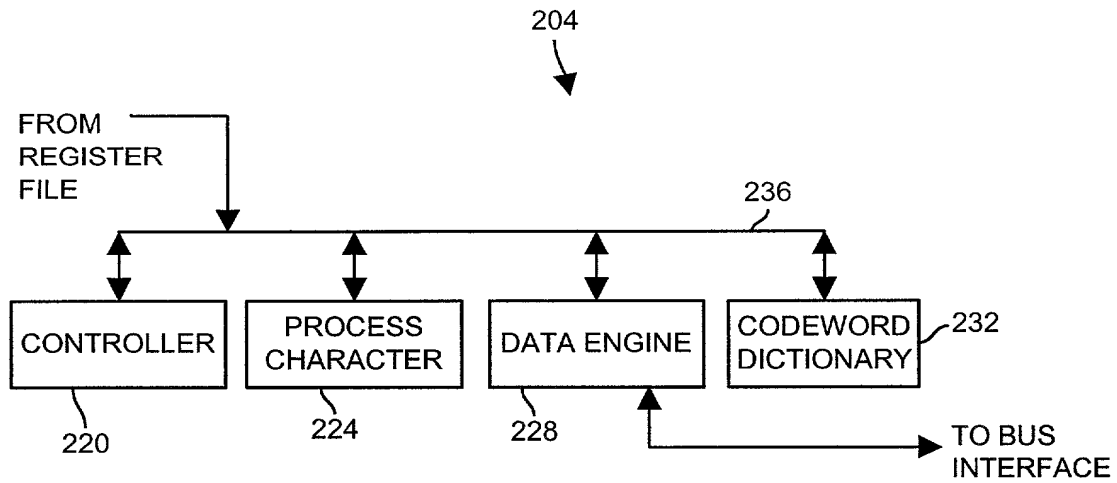 204
FROM
REGISTER
FILE
236
CONTROLLER
PROCESS
CHARACTER
DATA ENGINE
CODEWORD
DICTIONARY
232
220
224
228
TO BUS
INTERFACE